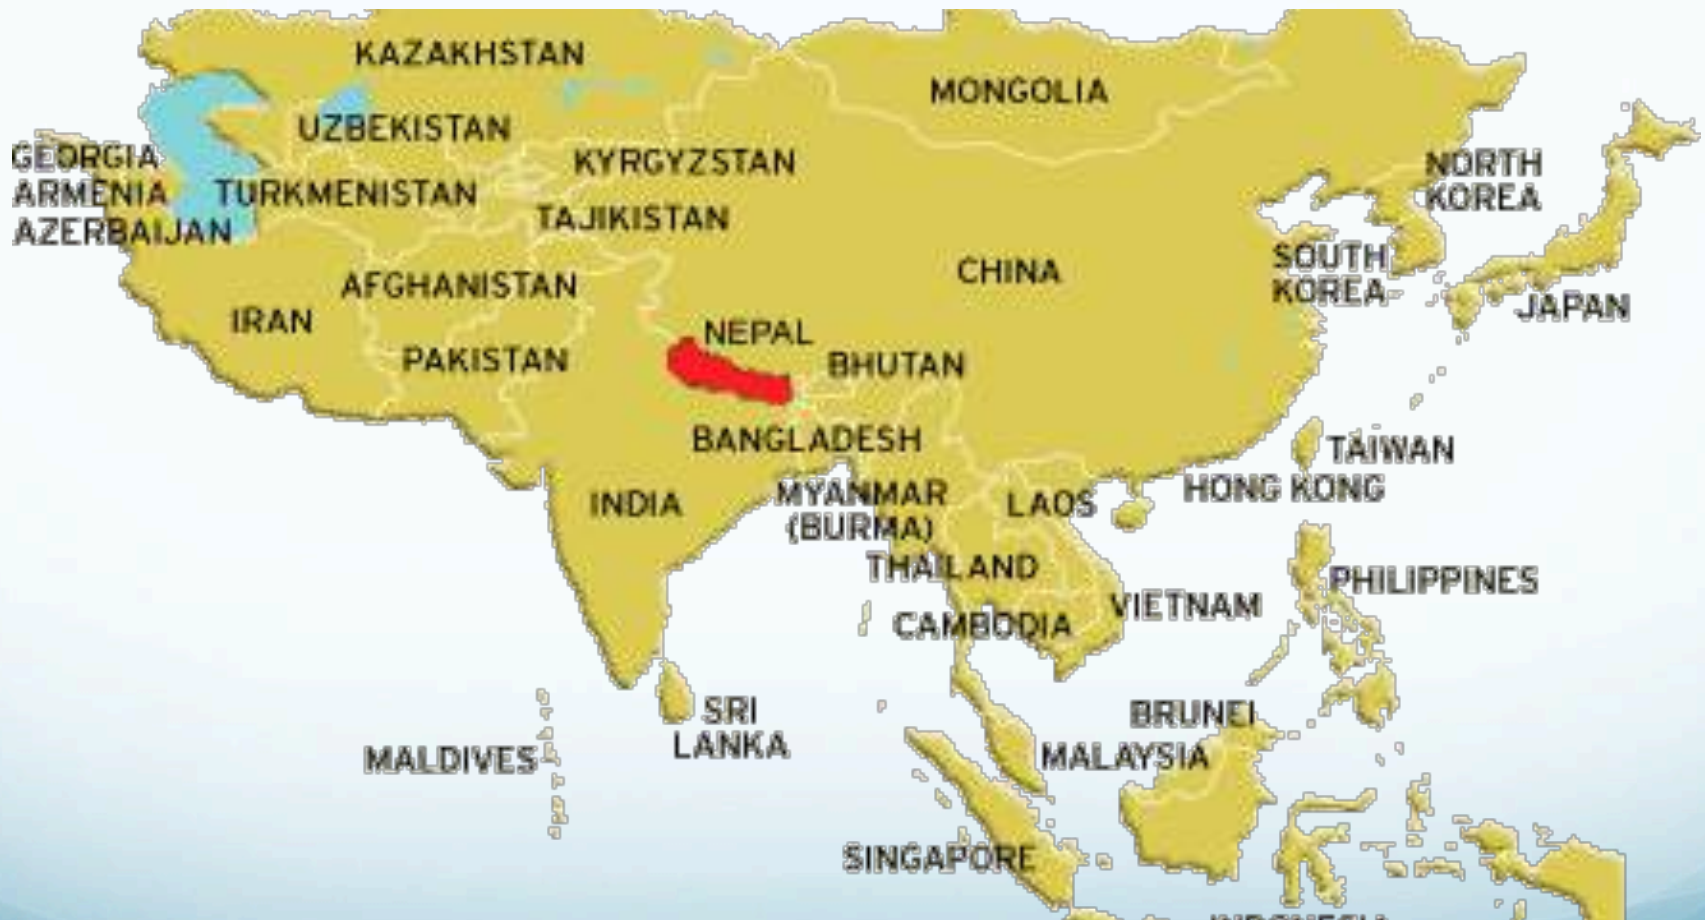 KAZAKHSTAN
MONGOLIA
UZBEKISTAN
GEORGIA
KYRGYZSTAN
NORTH
KOREA
ARMENIA
TURKMENISTAN
TAJIKISTAN
AZERBAIJAN
CHINA
SOUTH
KOREA
AFGHANISTAN
IRAN
JAPAN
NEPAL
PAKISTAN
BHUTAN
BANGLADESH
TAIWAN
INDIA
MYANMAR
(BURMA)
LAOS
HONG KONG
THAILAND
PHILIPPINES
VIETNAM
CAMBODIA
SRI
LANKA
BRUNEI
MALDIVES
MALAYSIA
SINGAPORE